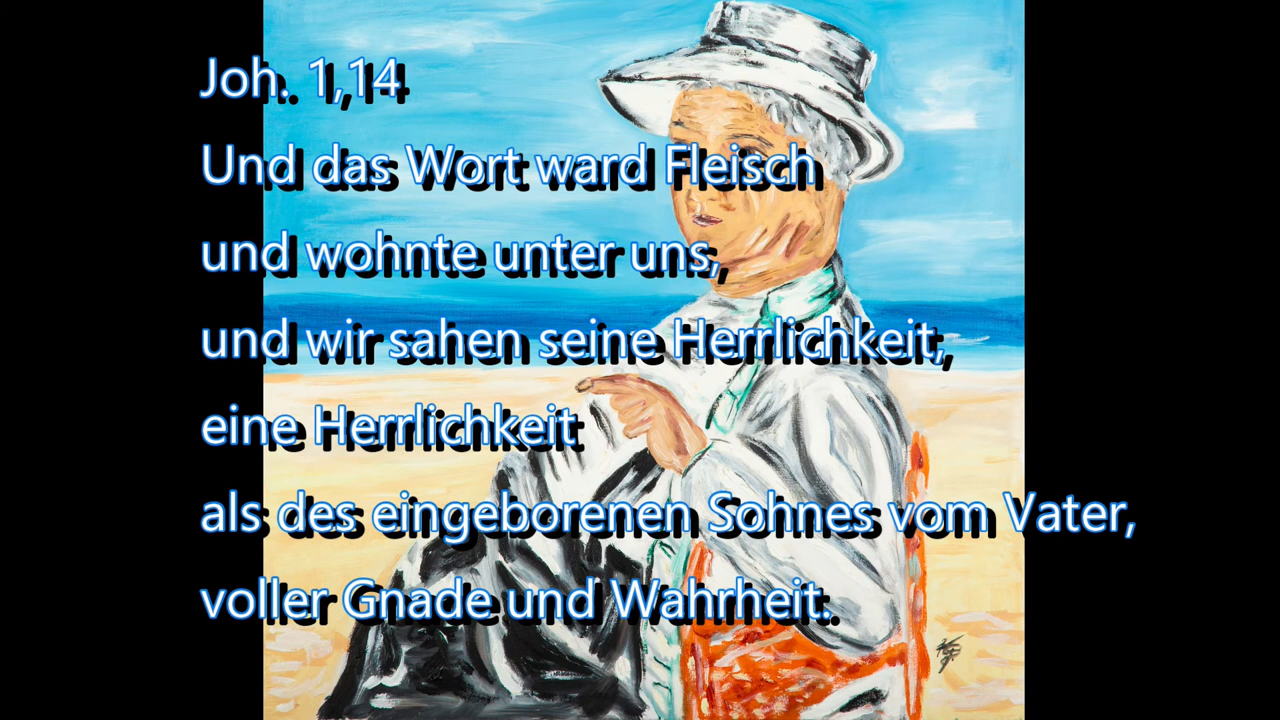 Joh. 1,14
Und das Wort ward Fleisch
und wohnte unter uns,
und wir sahen seine Herrlichkeit,
eine Herrlichkeit
als des eingeborenen Sohnes vom Vater,
voller Gnade und Wahrheit.